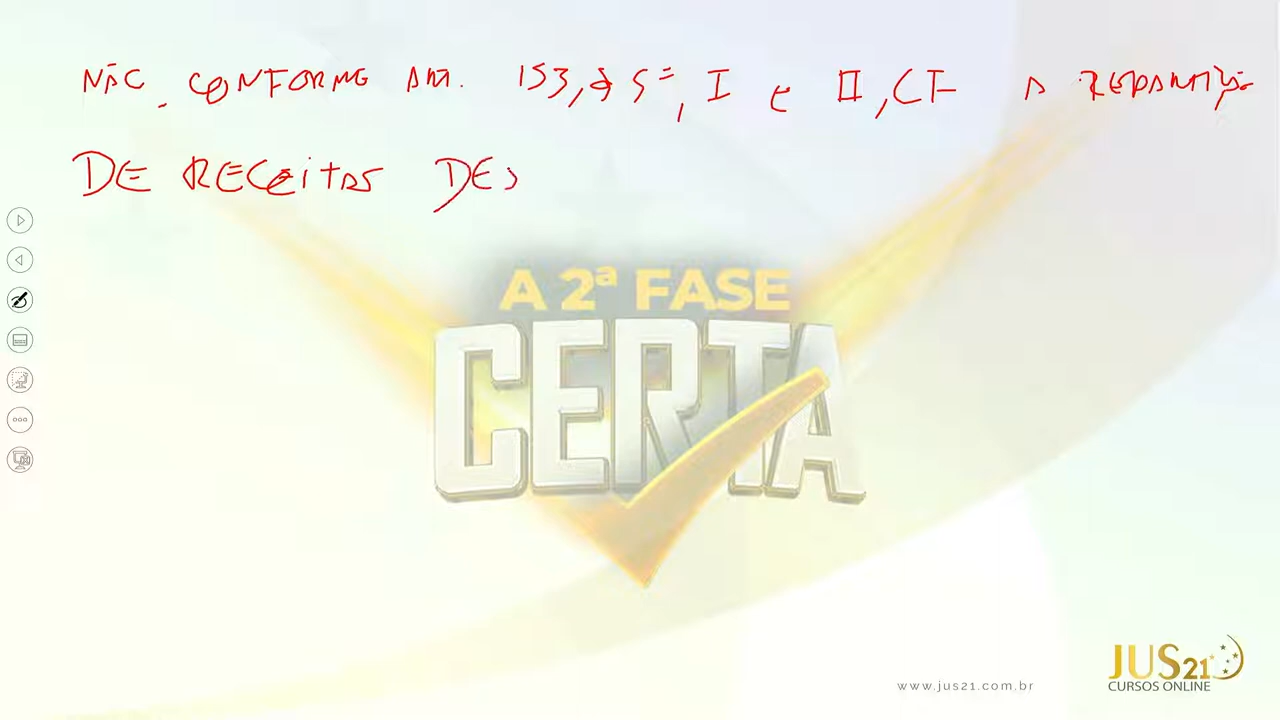 NÃO. CONFORME ART. 153, § 5º, I e II, CF A REPARTIÇÃO
DE RECEITAS DES
A 2ª FASE
CERTA
www.jus21.com.br
JUS21
CURSOS ONLINE